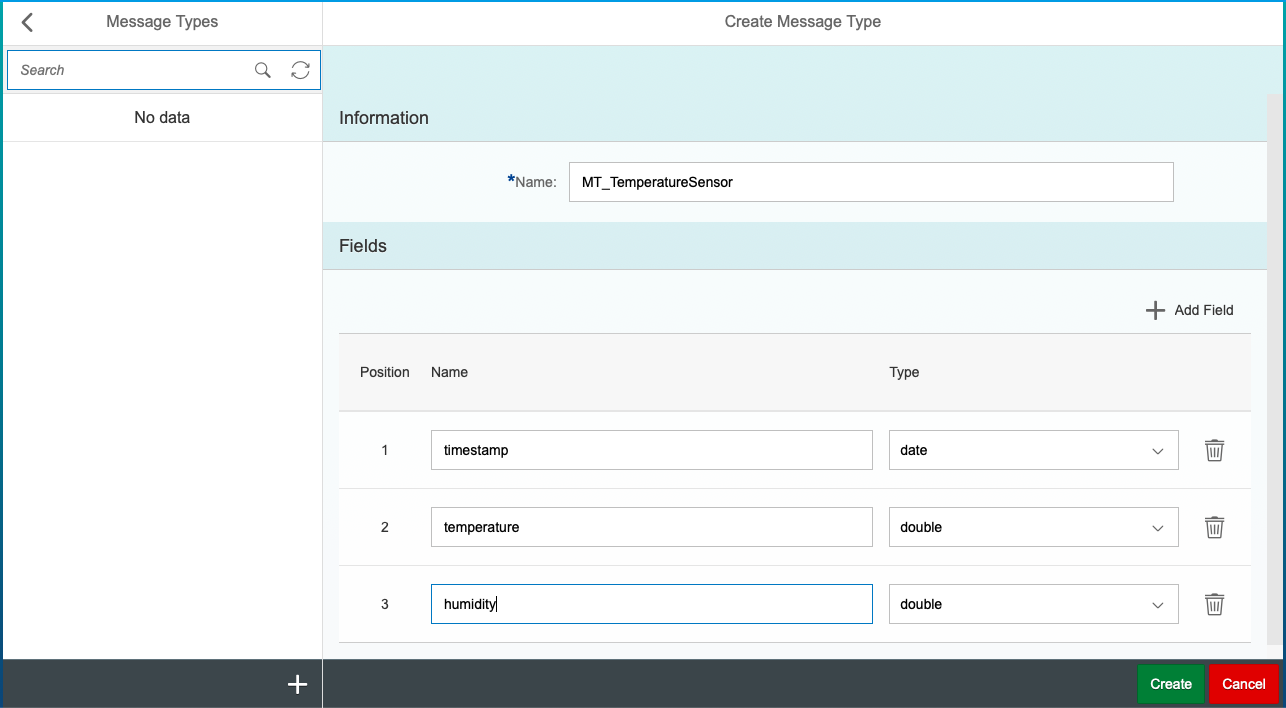 Message Types
Create Message Type
Search
No data
Information
*Name:
MT_TemperatureSensor
Fields
Add Field
Position Name Type
1 timestamp date
2 temperature double
3 humidity double
Create Cancel